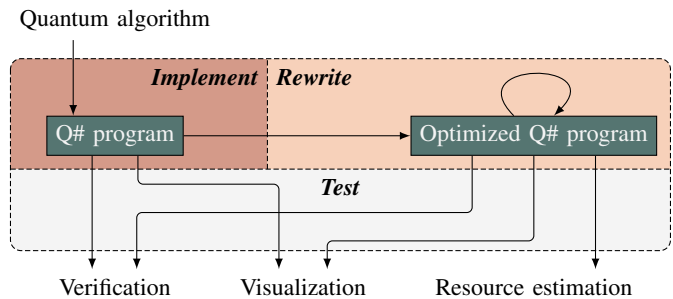 Quantum algorithm
Implement Rewrite
Q# program
Optimized Q# program
Test
Verification
Visualization
Resource estimation